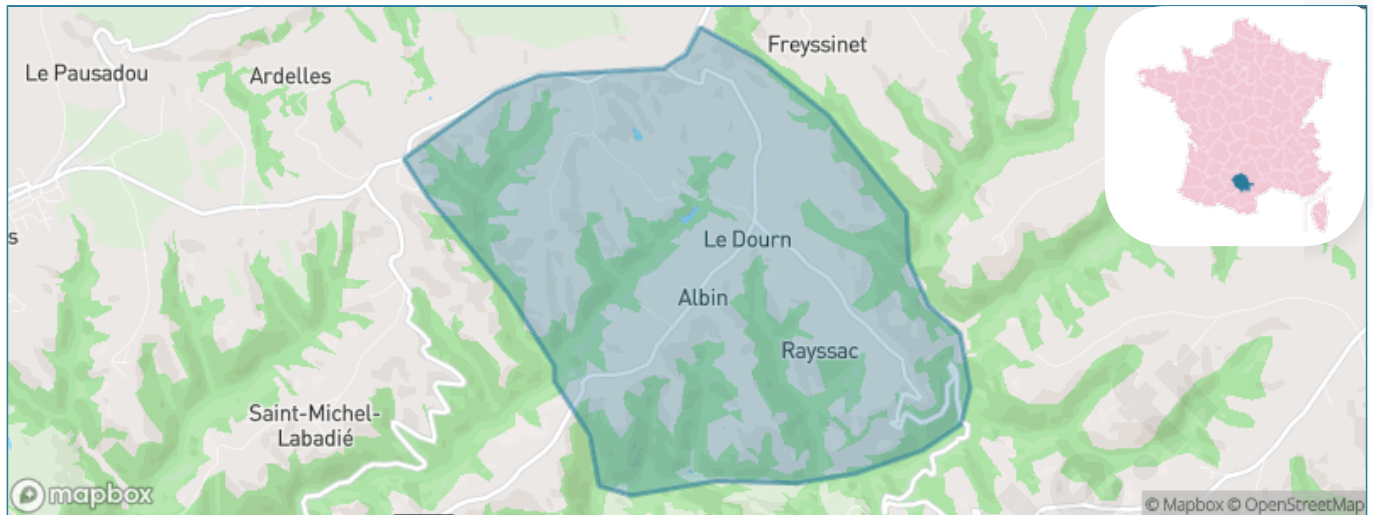 Freyssinet
Le Pausadou
Ardelles
s
Le Dourn
Albin
Rayssac
Saint-Michel-
Labadié
mapbox
© Mapbox © OpenStreetMap